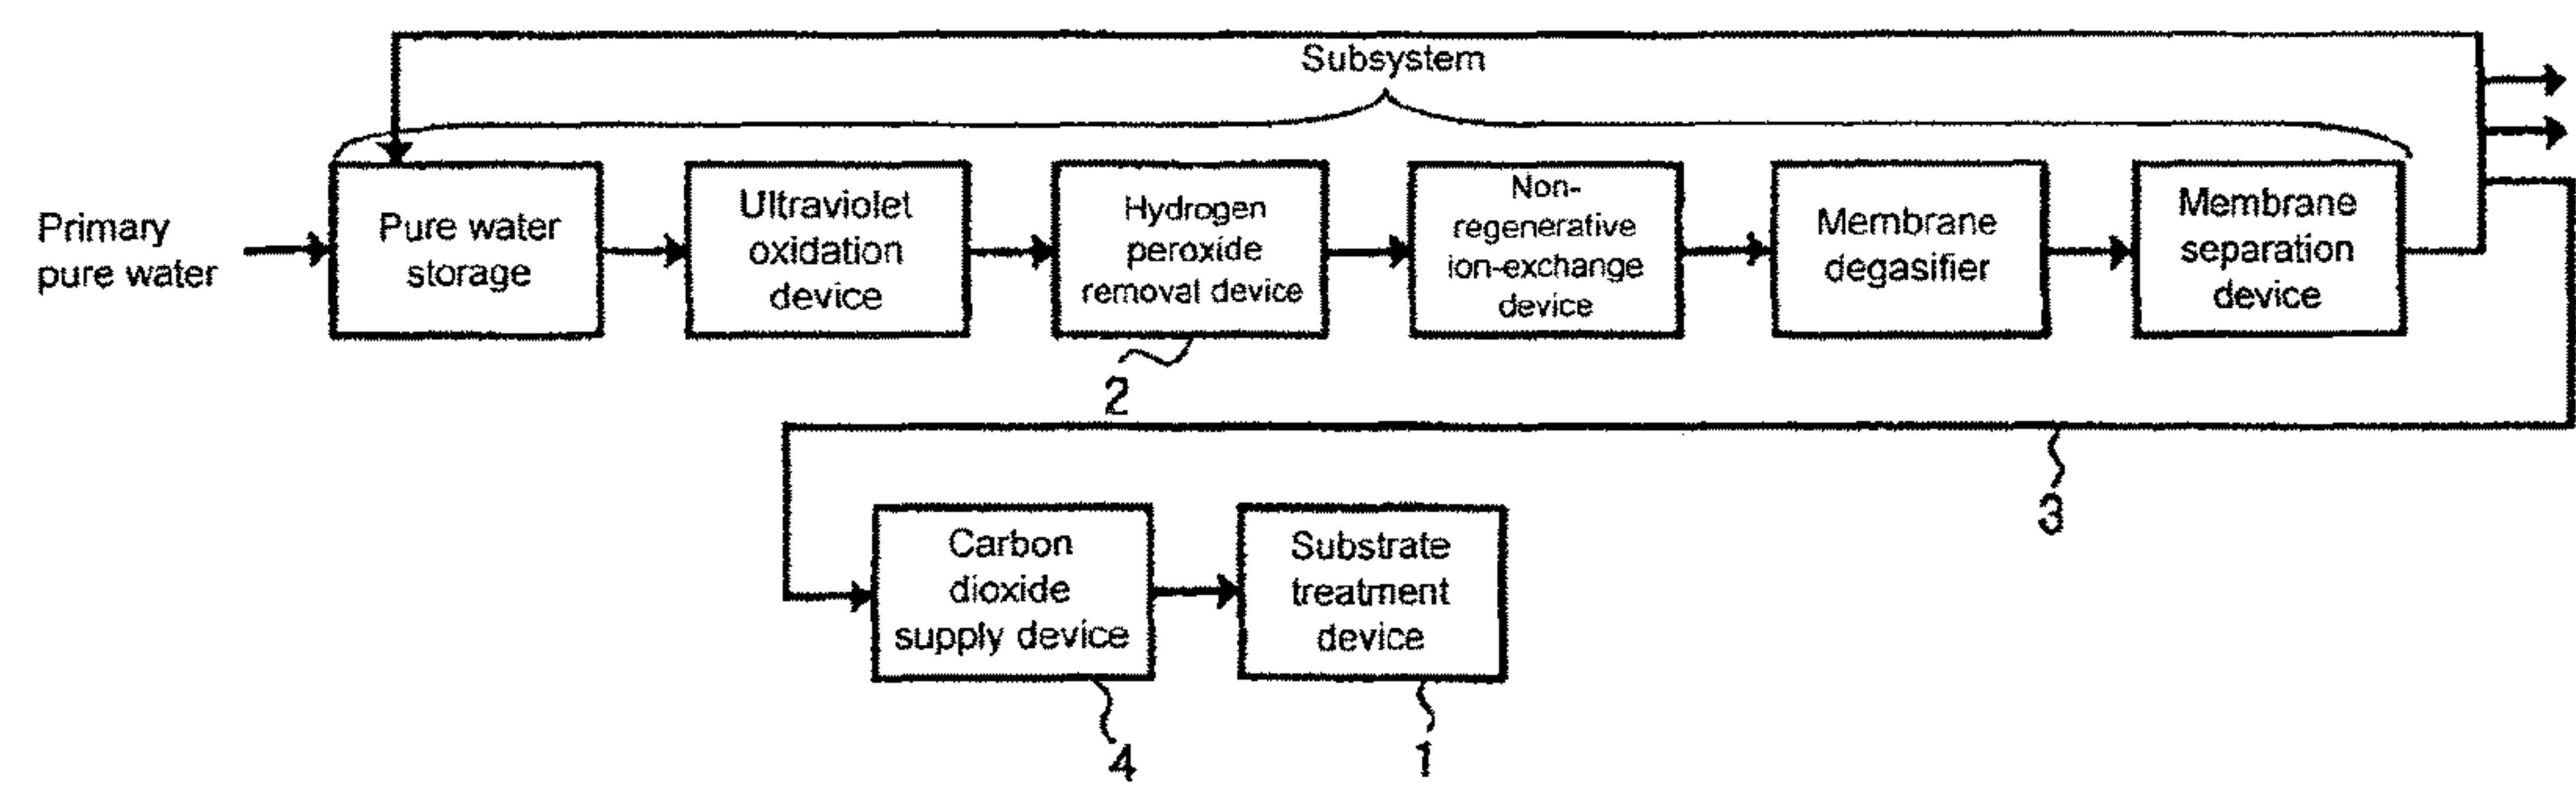 Subsystem
Primary
pure water
Pure water
storage
Ultraviolet
oxidation
device
Hydrogen
peroxide
removal device
Non-
regenerative
ion-exchange
device
Membrane
degasifier
Membrane
separation
device
2
3
Carbon
dioxide
supply device
Substrate
treatment
device
4
1